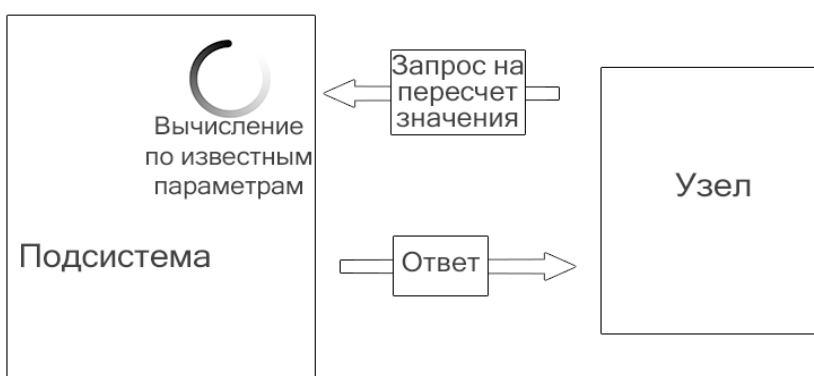 Запрос на
пересчет
значения
Вычисление
по известным
параметрам
Узел
Подсистема
Ответ